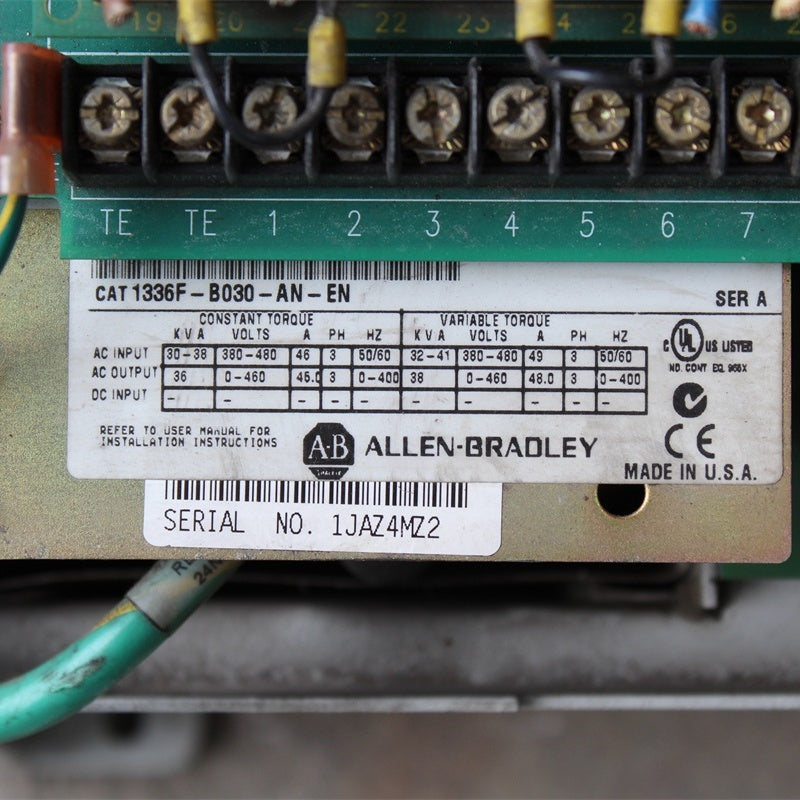 19 20 22 23 24 6
TE TE 1 2 3 4 5 6 7
CAT 1336F-B030-AN-EN SER A
CONSTANT TORQUE VARIABLE TORQUE
KVA VOLTS A PH HZ KVA VOLTS A PH HZ
AC INPUT 30-38 380-480 46 3 50/60 32-41 380-480 49 3 50/60
AC OUTPUT 36 0-460 45.0 3 0-400 38 0-460 48.0 3 0-400
DC INPUT - - - - - - - -
C UL US LISTED
IND. CONT EQ. 966X
REFER TO USER MANUAL FOR
INSTALLATION INSTRUCTIONS
A-B ALLEN-BRADLEY
CE
MADE IN U.S.A.
SERIAL NO. 1JAZ4MZ2